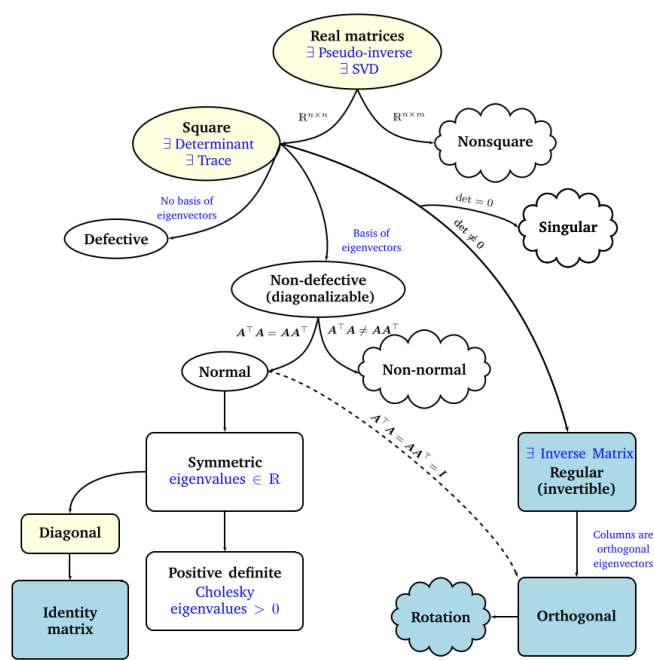 Real matrices
∃ Pseudo-inverse
∃ SVD
ℝⁿˣⁿ
ℝⁿˣᵐ
Square
∃ Determinant
∃ Trace
Nonsquare
No basis of
eigenvectors
Defective
Basis of
eigenvectors
det = 0
det ≠ 0
Singular
Non-defective
(diagonalizable)
A⊤A = AA⊤
A⊤A ≠ AA⊤
Normal
Non-normal
A⊤A = AA⊤ = I
Symmetric
eigenvalues ∈ ℝ
∃ Inverse Matrix
Regular
(invertible)
Diagonal
Columns are
orthogonal
eigenvectors
Positive definite
Cholesky
eigenvalues > 0
Identity
matrix
Rotation
Orthogonal